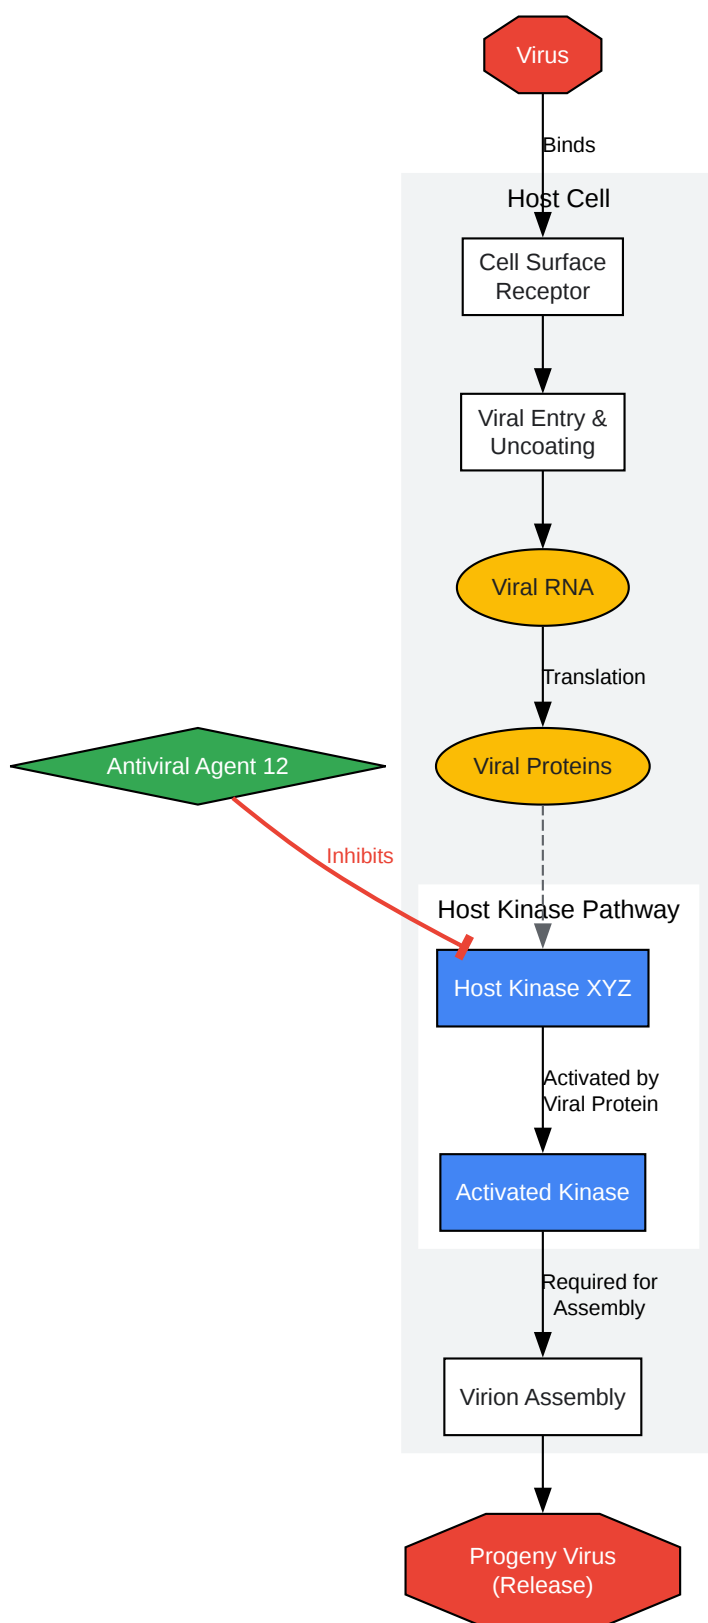 Virus
Binds
Host Cell
Cell Surface
Receptor
Viral Entry &
Uncoating
Viral RNA
Translation
Antiviral Agent 12
Viral Proteins
Inhibits
Host Kinase Pathway
Host Kinase XYZ
Activated by
Viral Protein
Activated Kinase
Required for
Assembly
Virion Assembly
Progeny Virus
(Release)